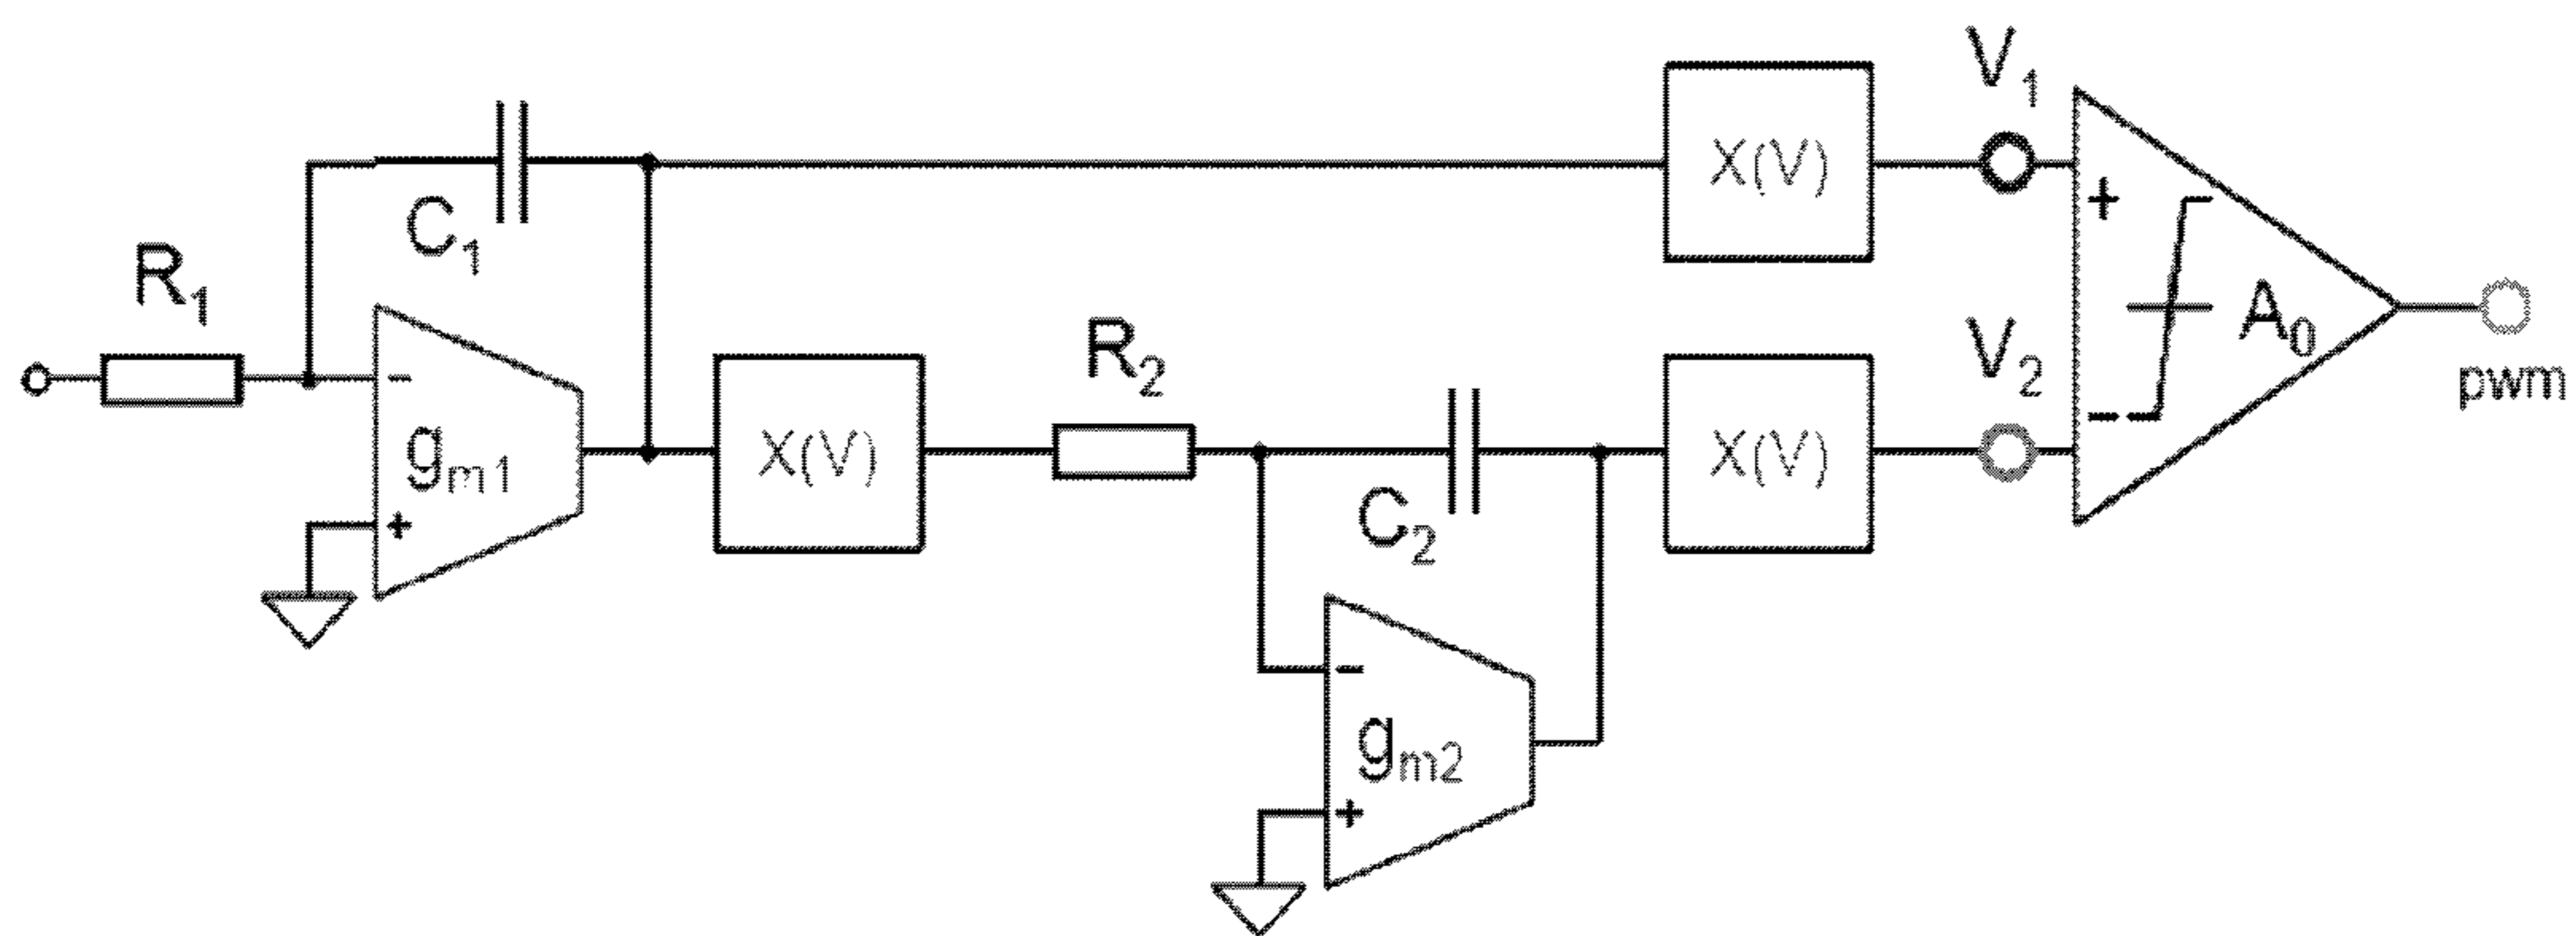 V₁
X(V)
+
C₁
R₁
A₀
-
R₂
V₂
pwm
--
gₘ₁
X(V)
X(V)
C₂
+
-
gₘ₂
+